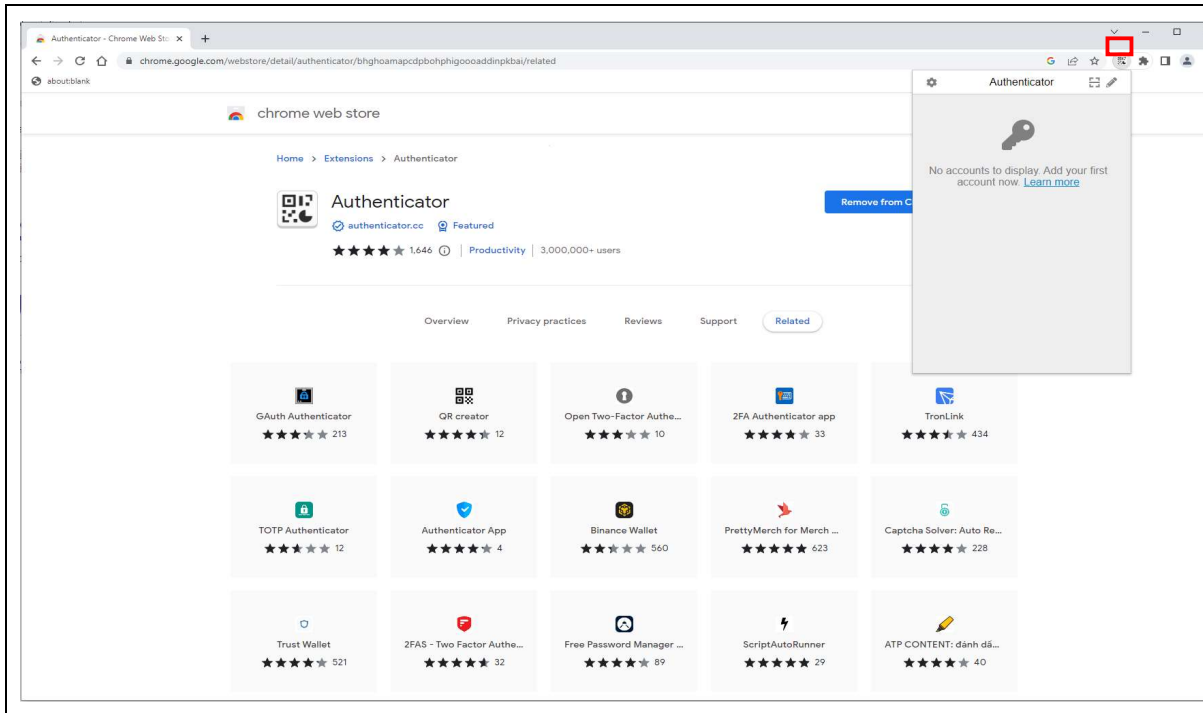 Authenticator - Chrome Web Sto
chrome.google.com/webstore/detail/authenticator/bhghoamapcdpbohphigoooaddinpkbai/related
about:blank
Authenticator
No accounts to display. Add your first
account now. Learn more
chrome web store
Home > Extensions > Authenticator
Authenticator
authenticator.cc Featured
1,646 Productivity 3,000,000+ users
Remove from C
Overview Privacy practices Reviews Support Related
GAuth Authenticator QR creator Open Two-Factor Authe... 2FA Authenticator app TronLink
213 12 10 33 434
TOTP Authenticator Authenticator App Binance Wallet PrettyMerch for Merch ... Captcha Solver: Auto Re...
12 4 560 623 228
Trust Wallet 2FAS - Two Factor Authe... Free Password Manager ... ScriptAutoRunner ATP CONTENT: đánh dấ...
521 32 89 29 40